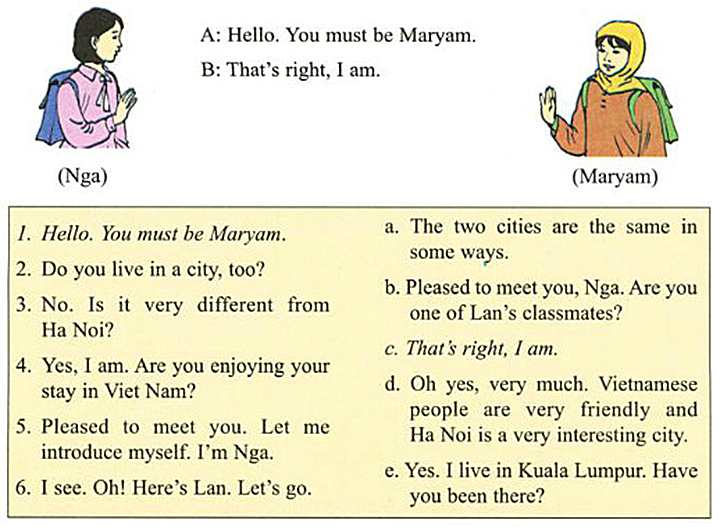 A: Hello. You must be Maryam.
B: That's right, I am.
(Nga)
(Maryam)
1. Hello. You must be Maryam.
2. Do you live in a city, too?
3. No. Is it very different from
Ha Noi?
4. Yes, I am. Are you enjoying your
stay in Viet Nam?
5. Pleased to meet you. Let me
introduce myself. I'm Nga.
6. I see. Oh! Here's Lan. Let's go.
a. The two cities are the same in
some ways.
b. Pleased to meet you, Nga. Are you
one of Lan's classmates?
c. That's right, I am.
d. Oh yes, very much. Vietnamese
people are very friendly and
Ha Noi is a very interesting city.
e. Yes. I live in Kuala Lumpur. Have
you been there?